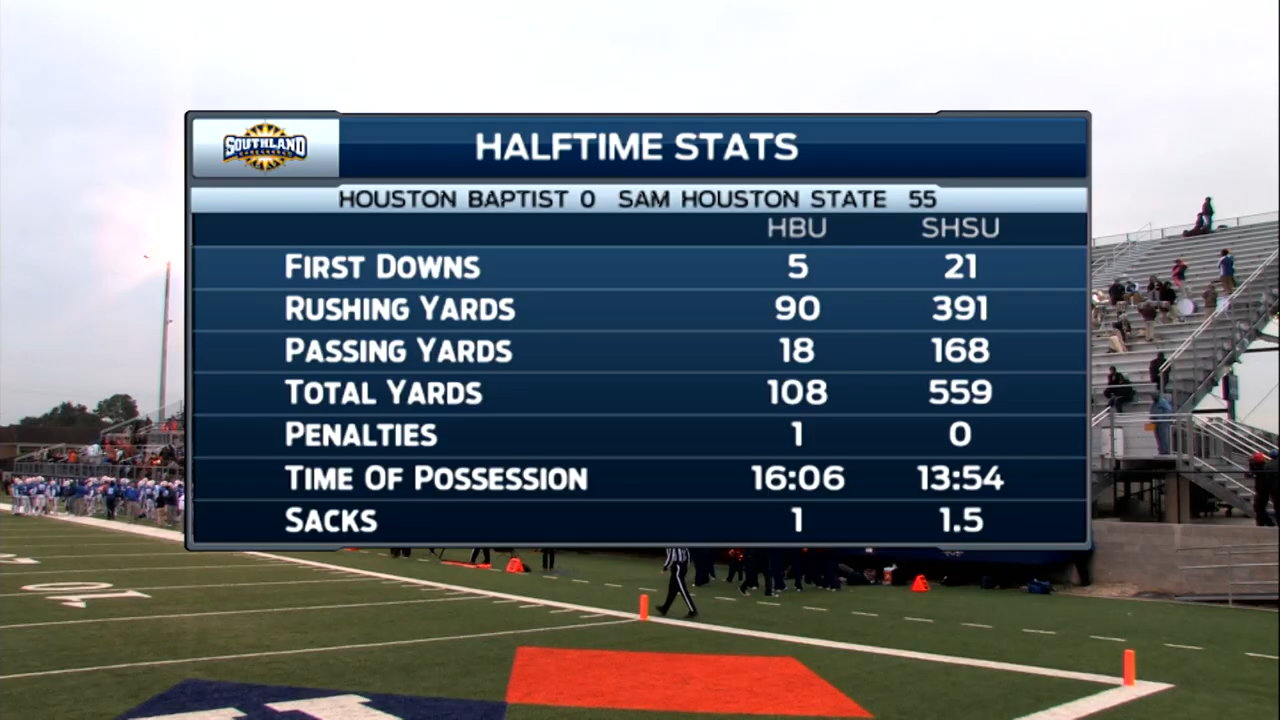 SOUTHLAND
HALFTIME STATS
HOUSTON BAPTIST 0 SAM HOUSTON STATE 55
HBU SHSU
FIRST DOWNS 5 21
RUSHING YARDS 90 391
PASSING YARDS 18 168
TOTAL YARDS 108 559
PENALTIES 1 0
TIME OF POSSESSION 16:06 13:54
SACKS 1 1.5
10